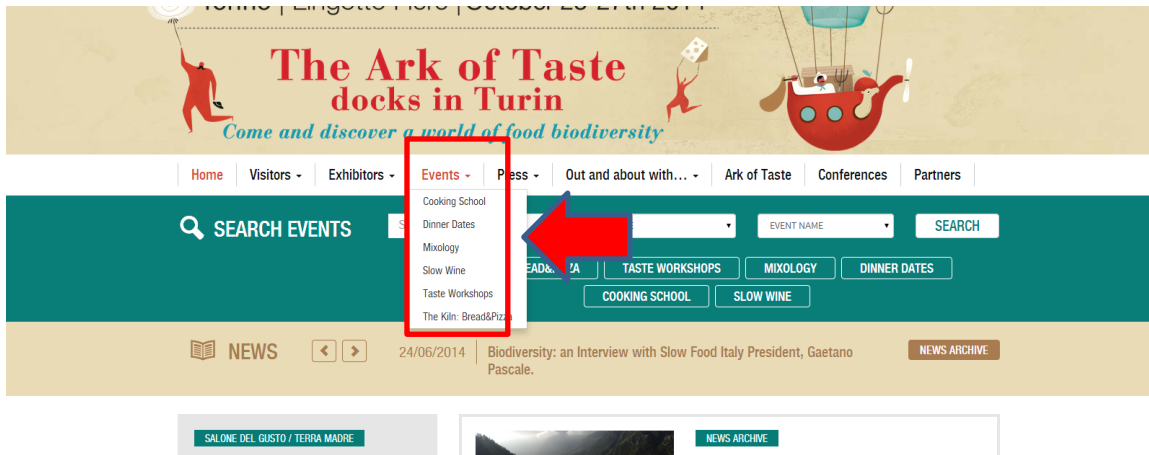 The Ark of Taste
docks in Turin
Come and discover a world of food biodiversity
Home Visitors Exhibitors Events Press Out and about with... Ark of Taste Conferences Partners
Cooking School
Dinner Dates
Mixology
Slow Wine
Taste Workshops
The Kiln: Bread&Pizza
SEARCH EVENTS EVENT NAME SEARCH
TASTE WORKSHOPS MIXOLOGY DINNER DATES
COOKING SCHOOL SLOW WINE
NEWS 24/06/2014 Biodiversity: an Interview with Slow Food Italy President, Gaetano
Pascale.
NEWS ARCHIVE
SALONE DEL GUSTO / TERRA MADRE NEWS ARCHIVE